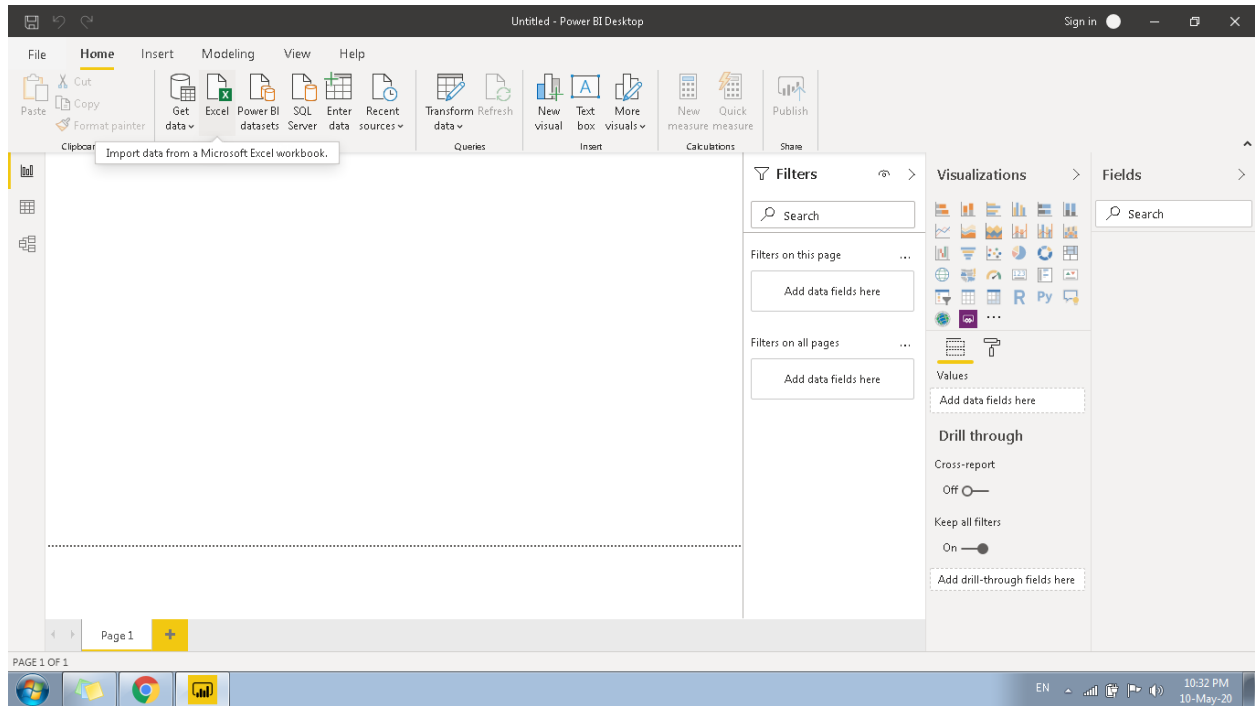 Untitled - Power BI Desktop
Sign in
File Home Insert Modeling View Help
Paste
Cut
Copy
Format painter
Get data
Excel
Power BI datasets
SQL Server
Enter data
Recent sources
Transform data
Refresh
New visual
Text box
A
More visuals
New measure
Quick measure
Publish
Queries
Insert
Calculations
Share
Import data from a Microsoft Excel workbook.
Filters
Search
Filters on this page
...
Add data fields here
Filters on all pages
...
Add data fields here
Visualizations
123
R Py
...
Values
Add data fields here
Drill through
Cross-report
Off
Keep all filters
On
Add drill-through fields here
Fields
Search
Page 1
+
PAGE 1 OF 1
EN
10:32 PM
10-May-20